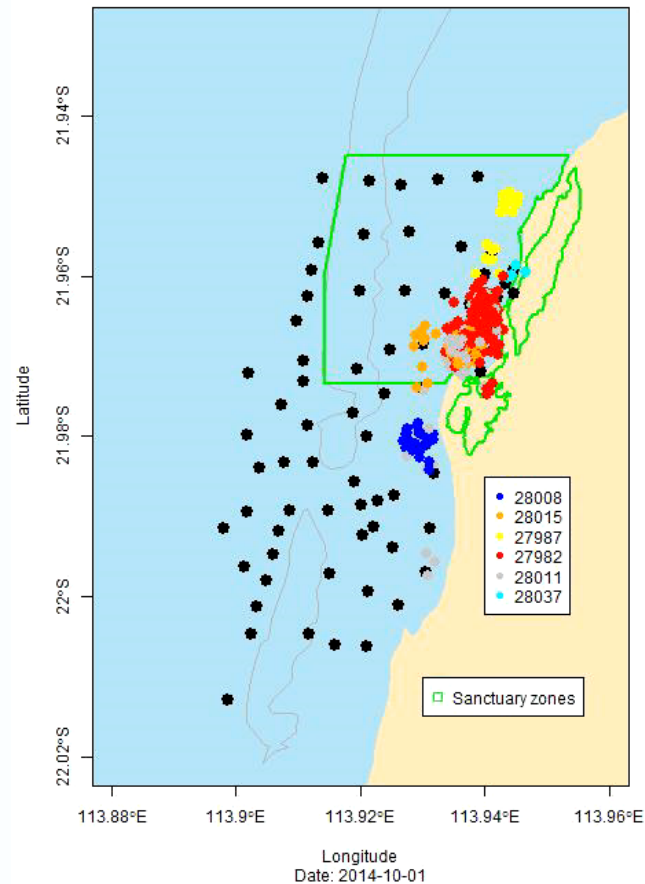 21.94°S
21.96°S
21.98°S
22°S
22.02°S
Latitude
28008
28015
27987
27982
28011
28037
Sanctuary zones
113.88°E 113.9°E 113.92°E 113.94°E 113.96°E
Longitude
Date: 2014-10-01